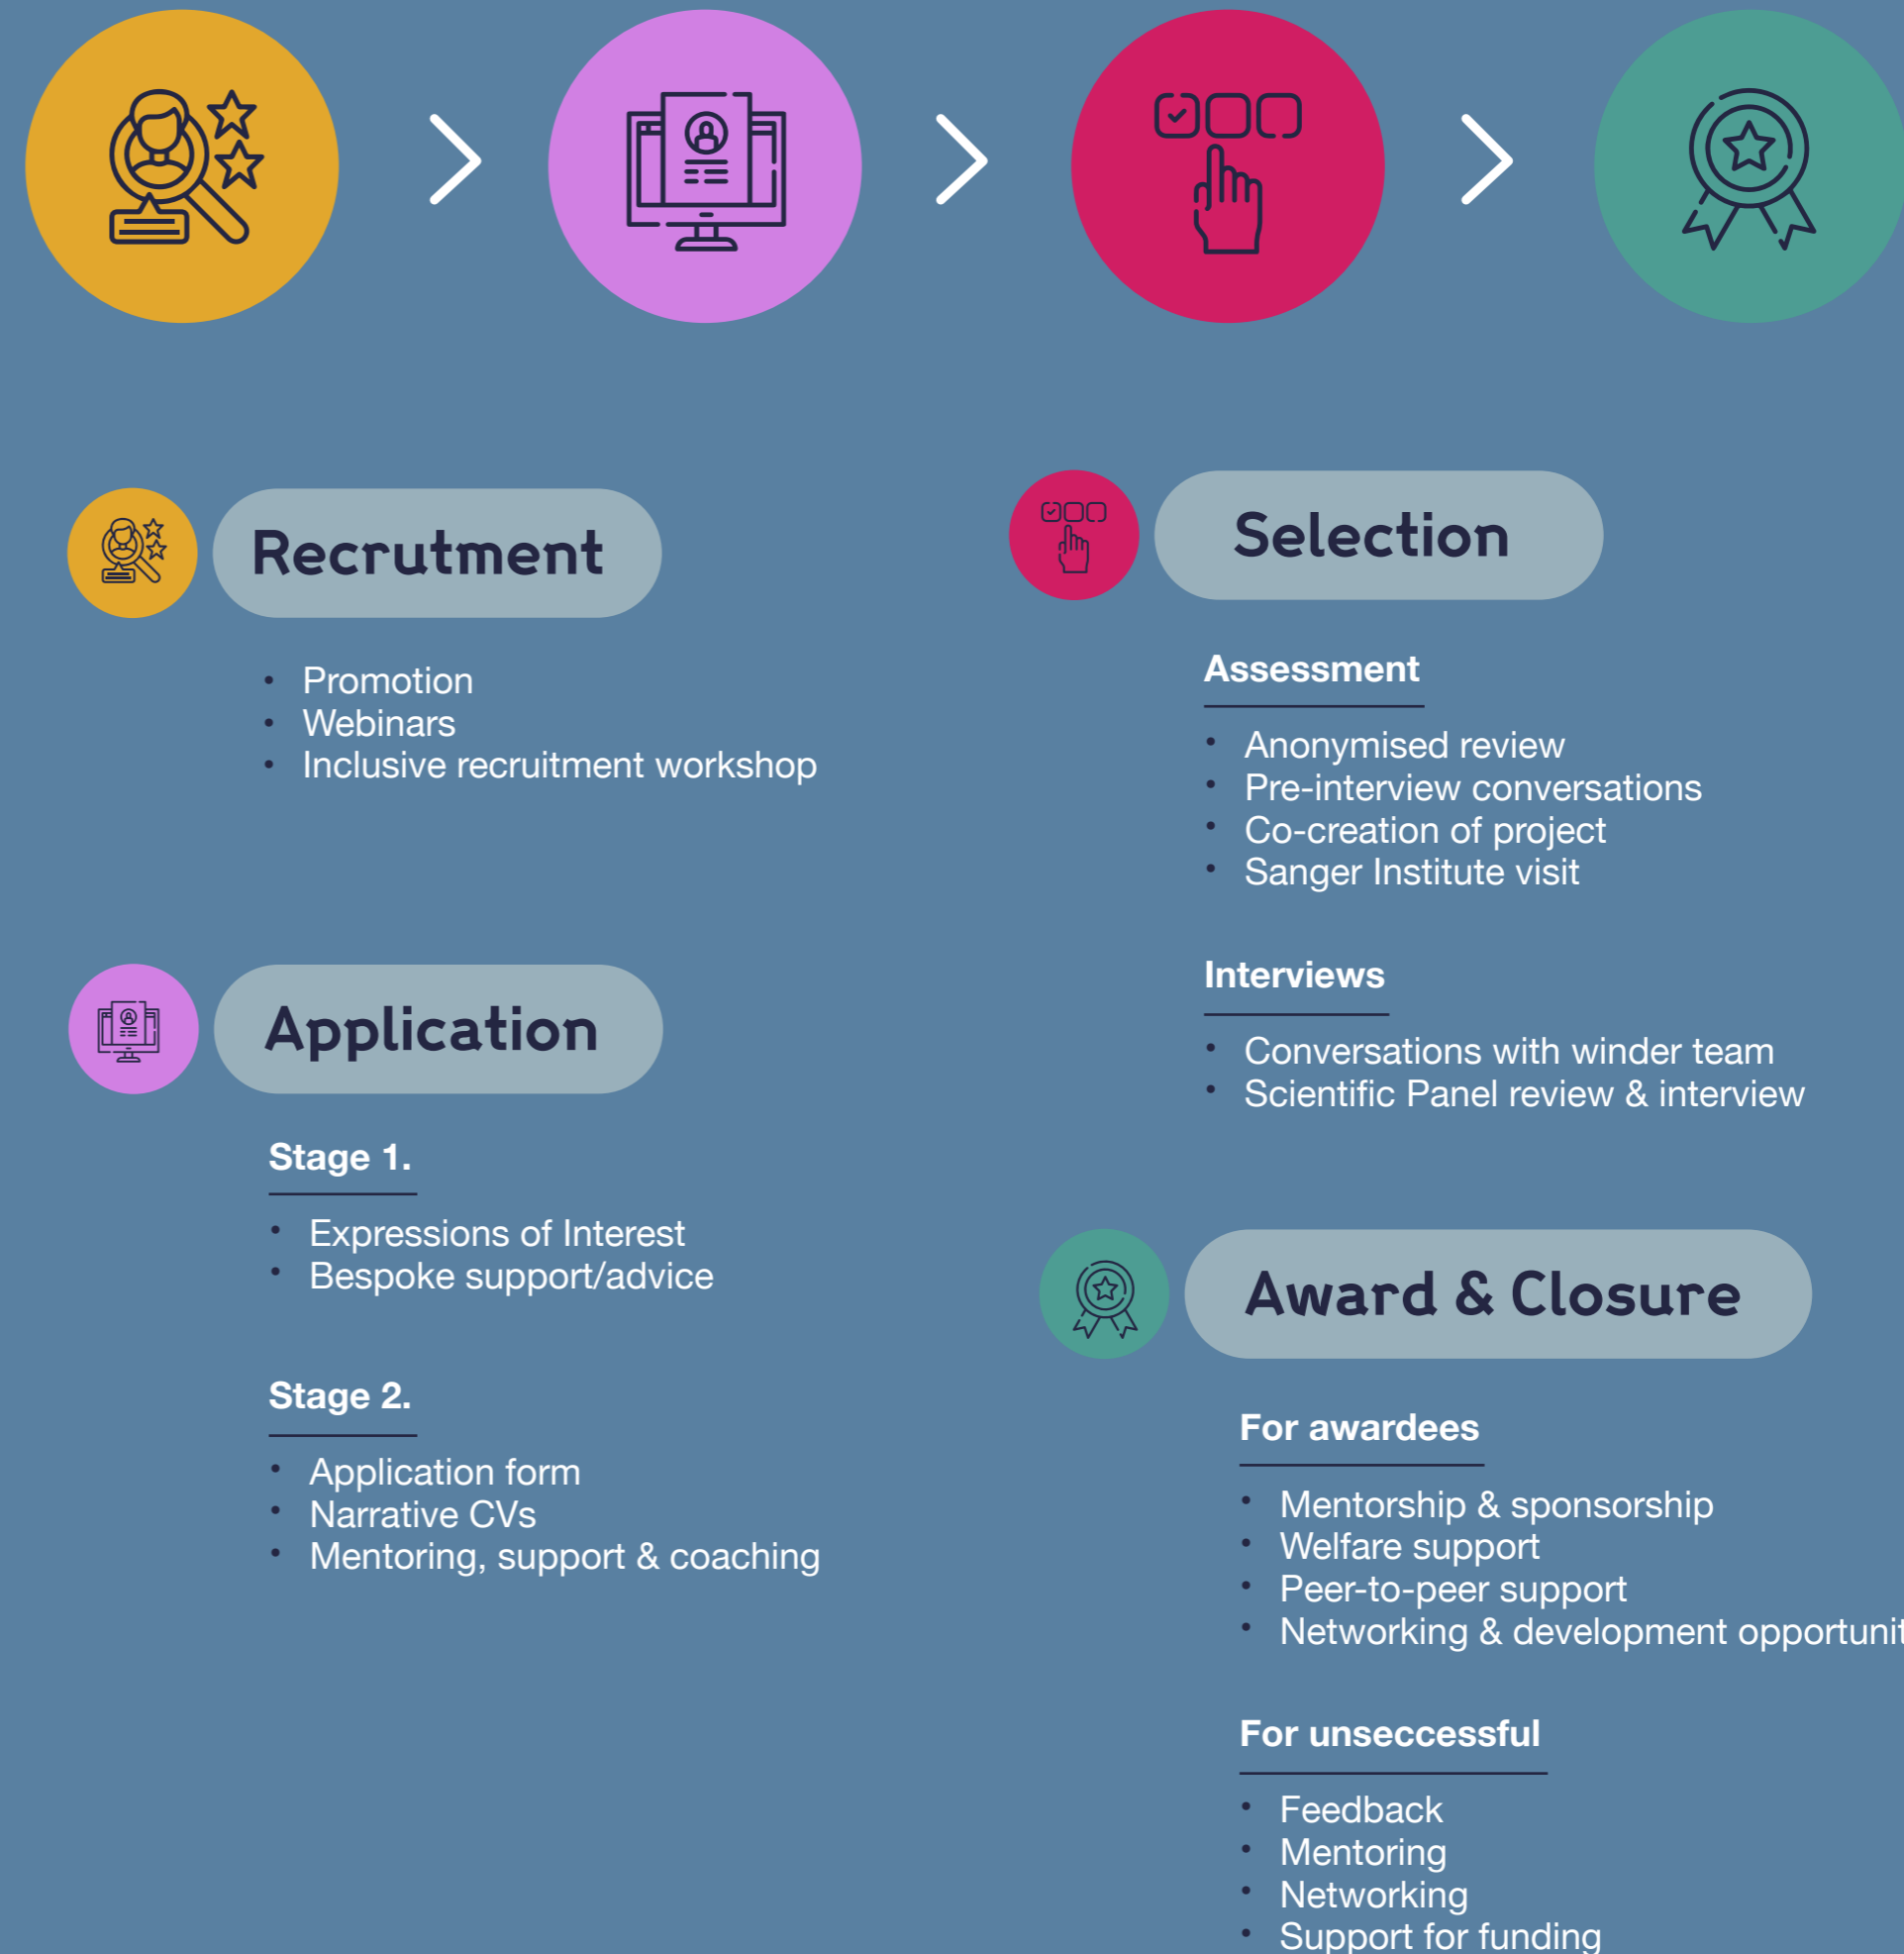 Recrutment
• Promotion
• Webinars
• Inclusive recruitment workshop
Application
Stage 1.
• Expressions of Interest
• Bespoke support/advice
Stage 2.
• Application form
• Narrative CVs
• Mentoring, support & coaching
Selection
Assessment
• Anonymised review
• Pre-interview conversations
• Co-creation of project
• Sanger Institute visit
Interviews
• Conversations with winder team
• Scientific Panel review & interview
Award & Closure
For awardees
• Mentorship & sponsorship
• Welfare support
• Peer-to-peer support
• Networking & development opportunit
For unseccessful
• Feedback
• Mentoring
• Networking
• Support for funding